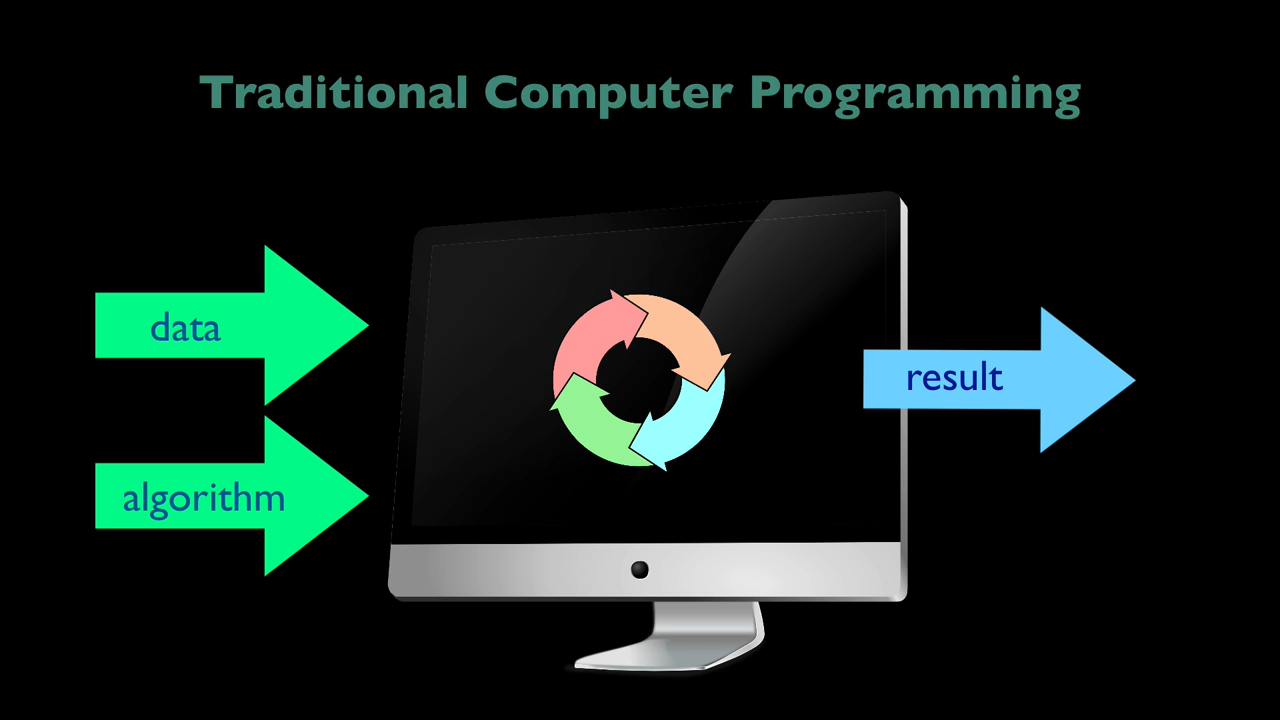 Traditional Computer Programming
data
algorithm
result